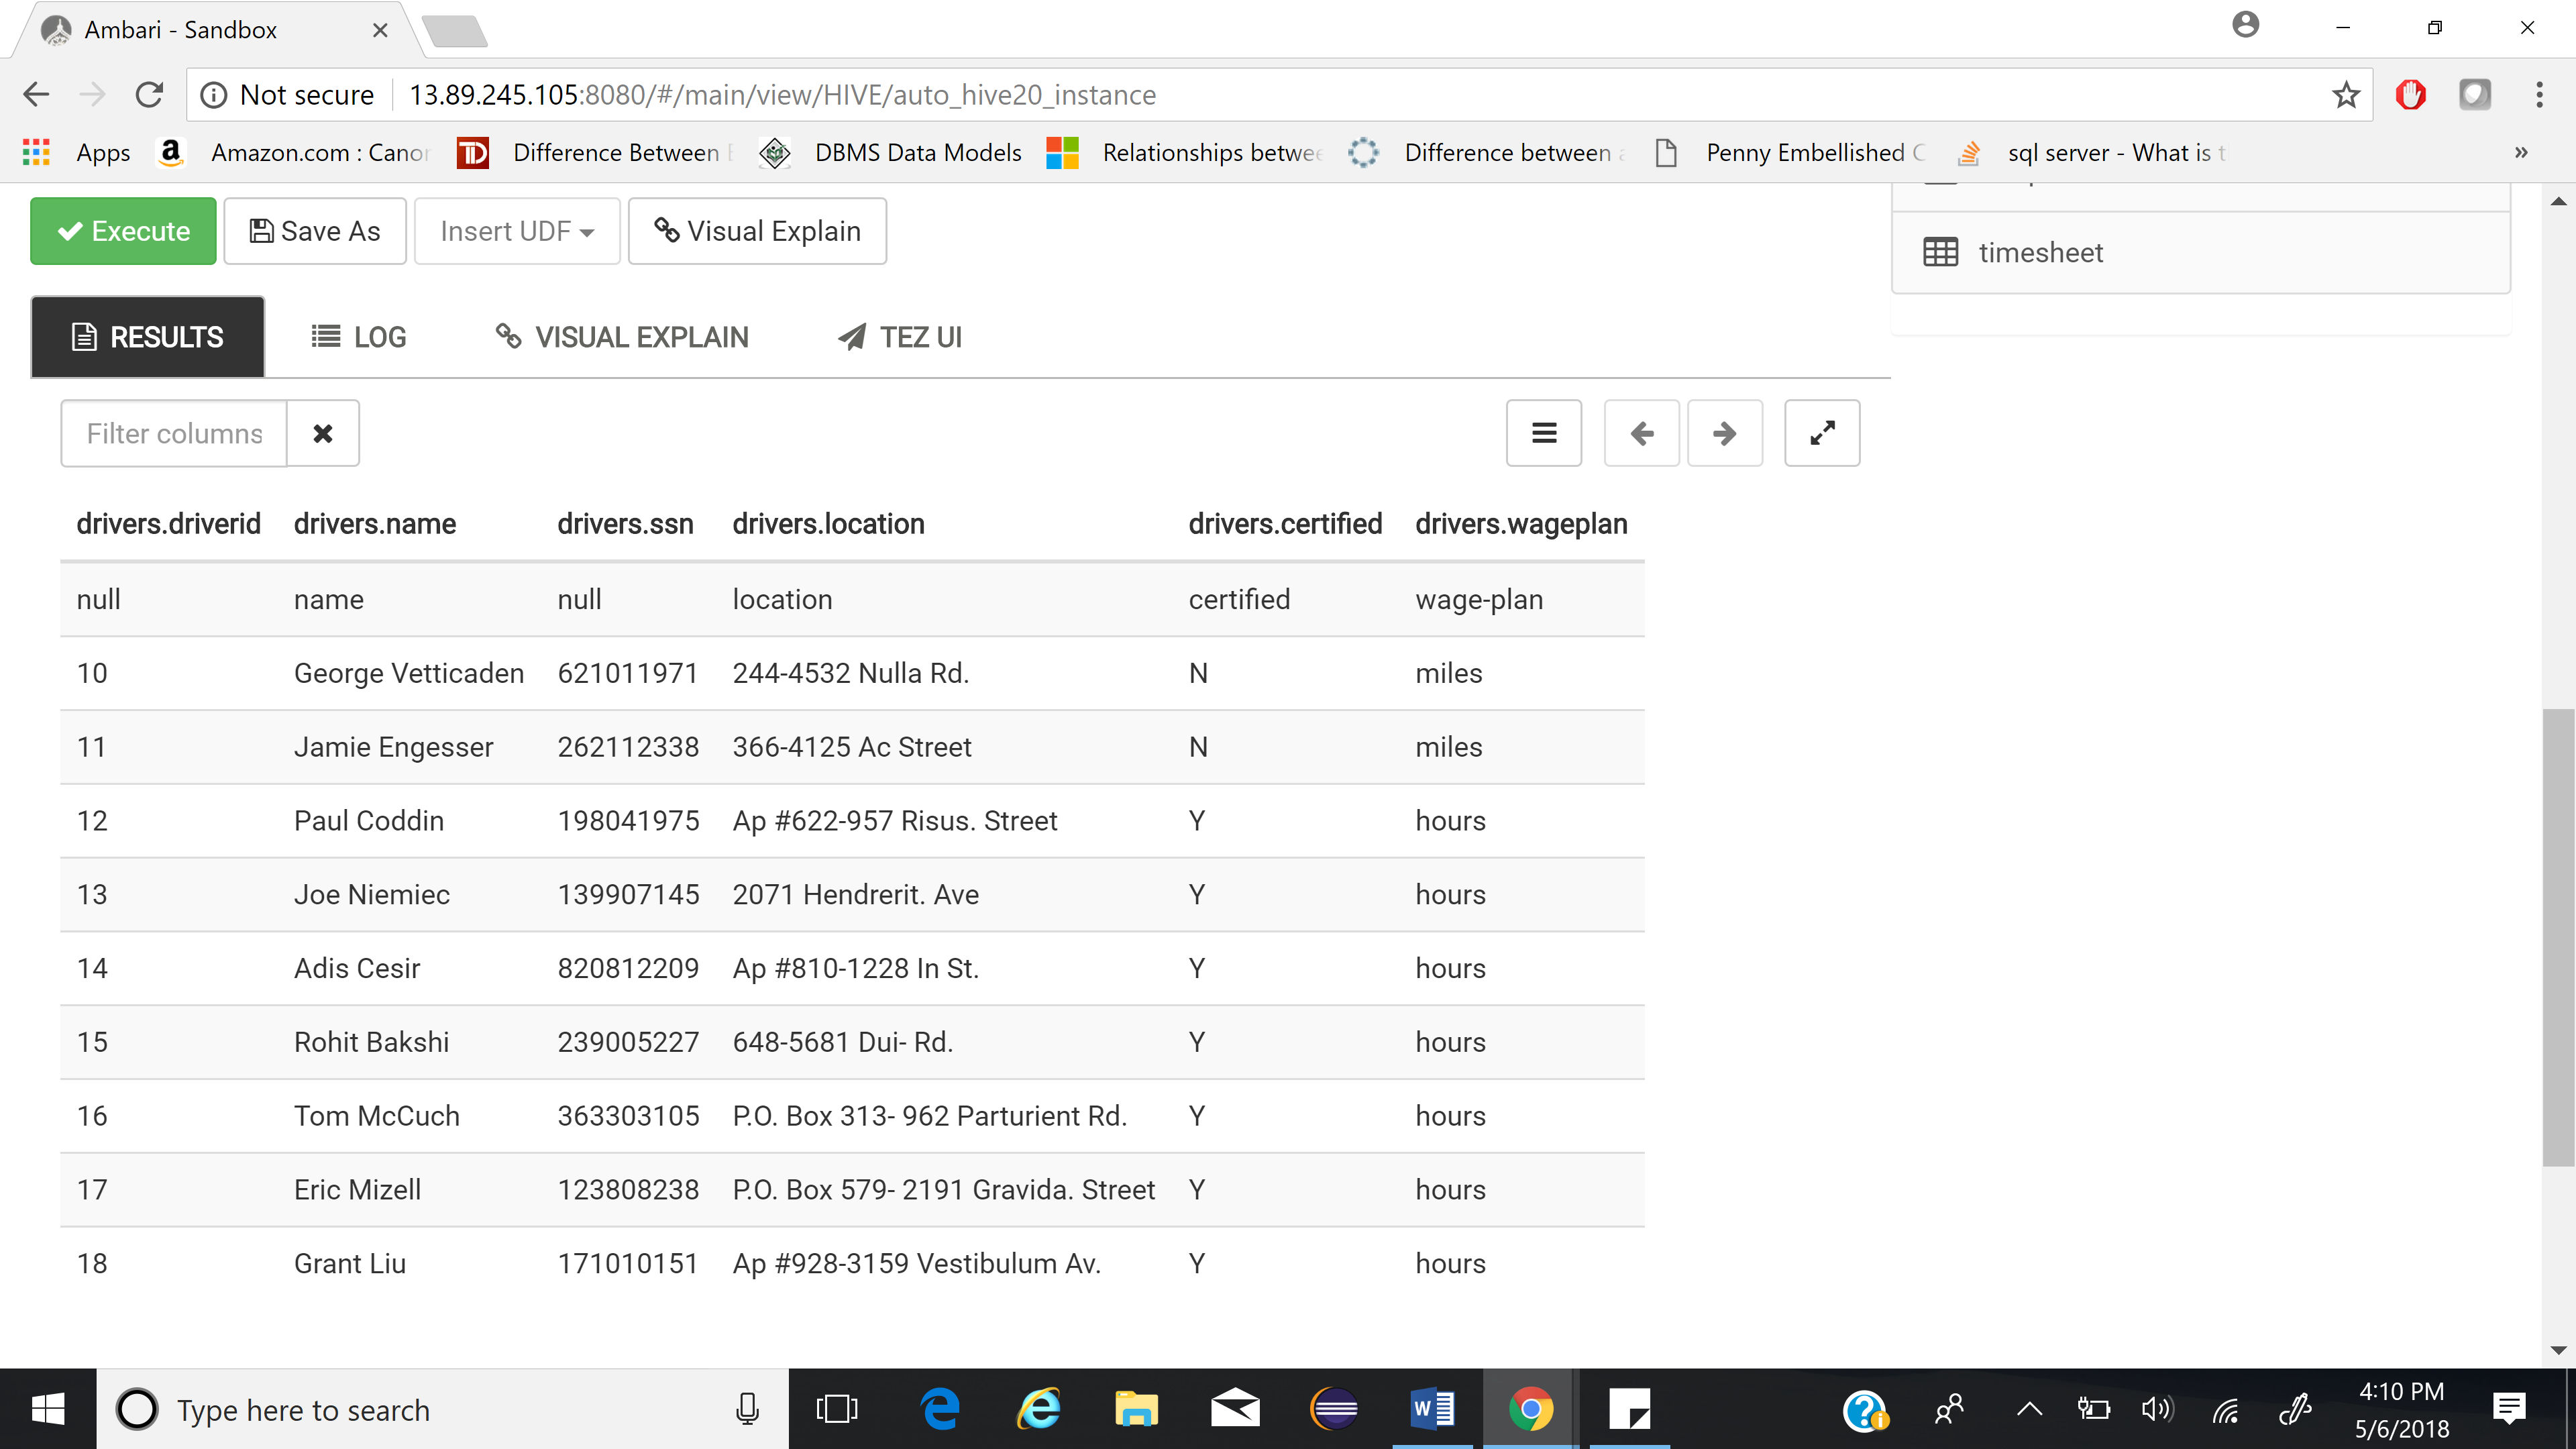 Ambari - Sandbox
Not secure 13.89.245.105:8080/#/main/view/HIVE/auto_hive20_instance
Apps Amazon.com : Canon Difference Between DBMS Data Models Relationships betwee Difference between Penny Embellished C sql server - What is t »
Execute Save As Insert UDF Visual Explain
timesheet
RESULTS LOG VISUAL EXPLAIN TEZ UI
Filter columns
drivers.driverid drivers.name drivers.ssn drivers.location drivers.certified drivers.wageplan
null name null location certified wage-plan
10 George Vetticaden 621011971 244-4532 Nulla Rd. N miles
11 Jamie Engesser 262112338 366-4125 Ac Street N miles
12 Paul Coddin 198041975 Ap #622-957 Risus. Street Y hours
13 Joe Niemiec 139907145 2071 Hendrerit. Ave Y hours
14 Adis Cesir 820812209 Ap #810-1228 In St. Y hours
15 Rohit Bakshi 239005227 648-5681 Dui- Rd. Y hours
16 Tom McCuch 363303105 P.O. Box 313- 962 Parturient Rd. Y hours
17 Eric Mizell 123808238 P.O. Box 579- 2191 Gravida. Street Y hours
18 Grant Liu 171010151 Ap #928-3159 Vestibulum Av. Y hours
Type here to search
4:10 PM
5/6/2018